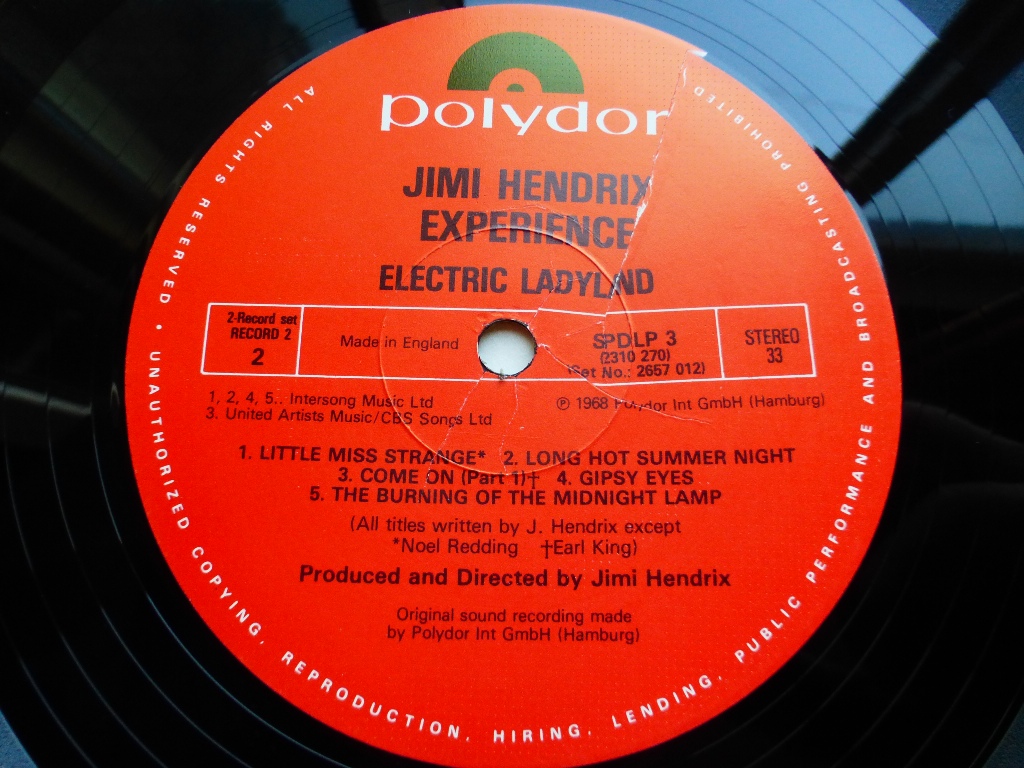 polydor
JIMI HENDRIX
EXPERIENCE
ELECTRIC LADYLND
2-Record set
RECORD 2
2
Made in England
SPDLP 3
(2310 270)
(Set No.: 2657 012)
STEREO
33
1, 2, 4, 5.. Intersong Music Ltd
3. United Artists Music/CBS Songs Ltd
℗ 1968 Polydor Int GmbH (Hamburg)
1. LITTLE MISS STRANGE* 2. LONG HOT SUMMER NIGHT
3. COME ON (Part 1)† 4. GIPSY EYES
5. THE BURNING OF THE MIDNIGHT LAMP
(All titles written by J. Hendrix except
*Noel Redding †Earl King)
Produced and Directed by Jimi Hendrix
Original sound recording made
by Polydor Int GmbH (Hamburg)
ALL RIGHTS RESERVED • UNAUTHORIZED COPYING, REPRODUCTION, HIRING, LENDING, PUBLIC PERFORMANCE AND BROADCASTING PROHIBITED